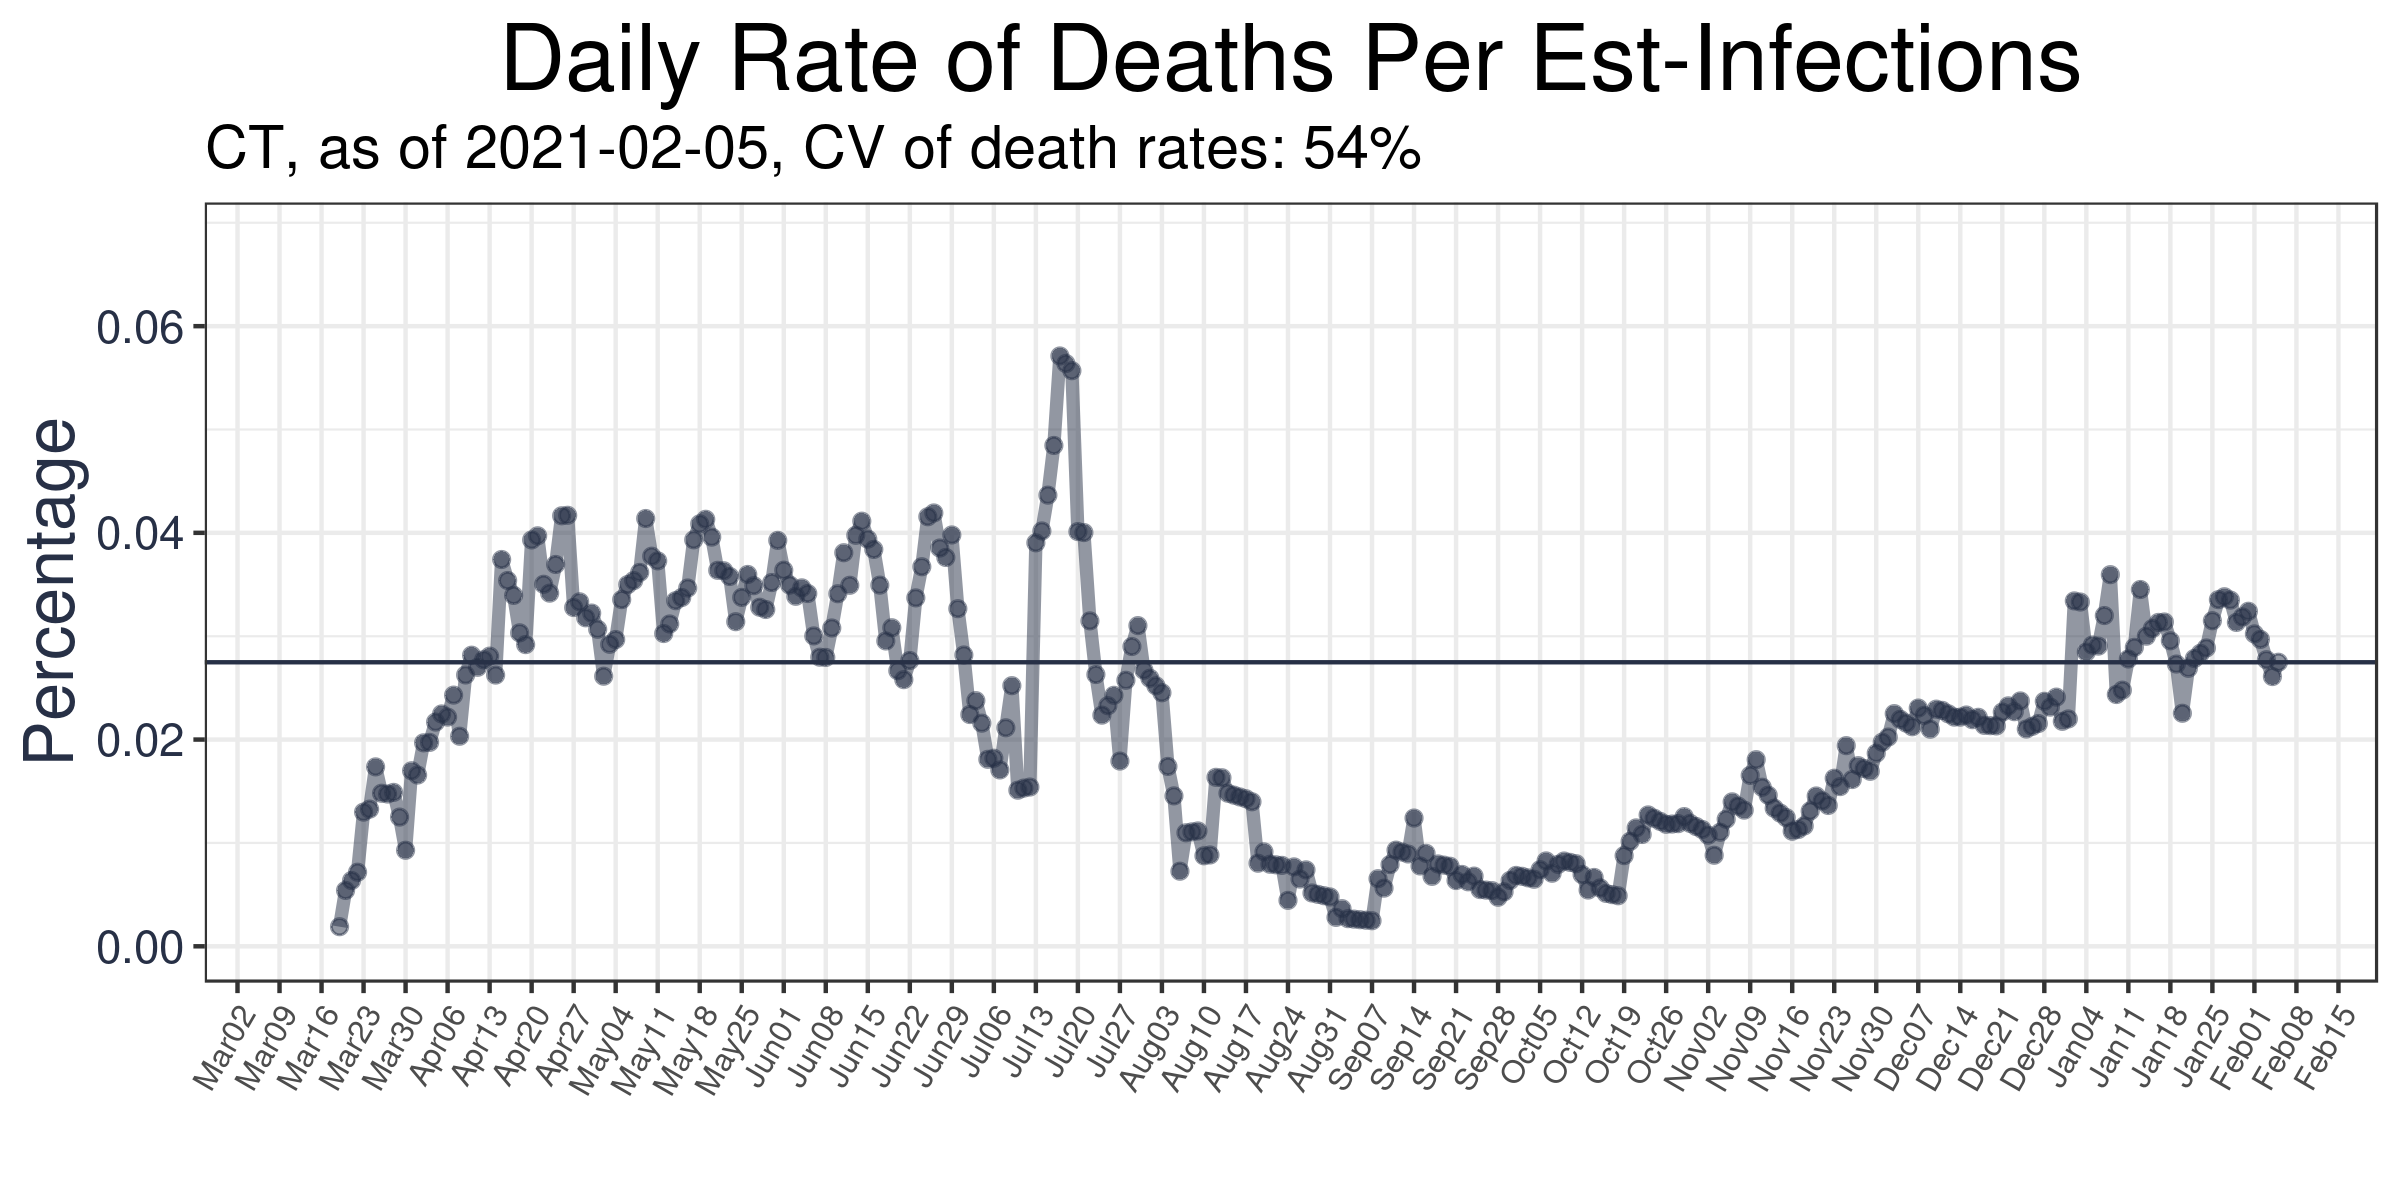 Daily Rate of Deaths Per Est-Infections
CT, as of 2021-02-05, CV of death rates: 54%
Percentage
0.06
0.04
0.02
0.00
Mar02
Mar09
Mar16
Mar23
Mar30
Apr06
Apr13
Apr20
Apr27
May04
May11
May18
May25
Jun01
Jun08
Jun15
Jun22
Jun29
Jul06
Jul13
Jul20
Jul27
Aug03
Aug10
Aug17
Aug24
Aug31
Sep07
Sep14
Sep21
Sep28
Oct05
Oct12
Oct19
Oct26
Nov02
Nov09
Nov16
Nov23
Nov30
Dec07
Dec14
Dec21
Dec28
Jan04
Jan11
Jan18
Jan25
Feb01
Feb08
Feb15